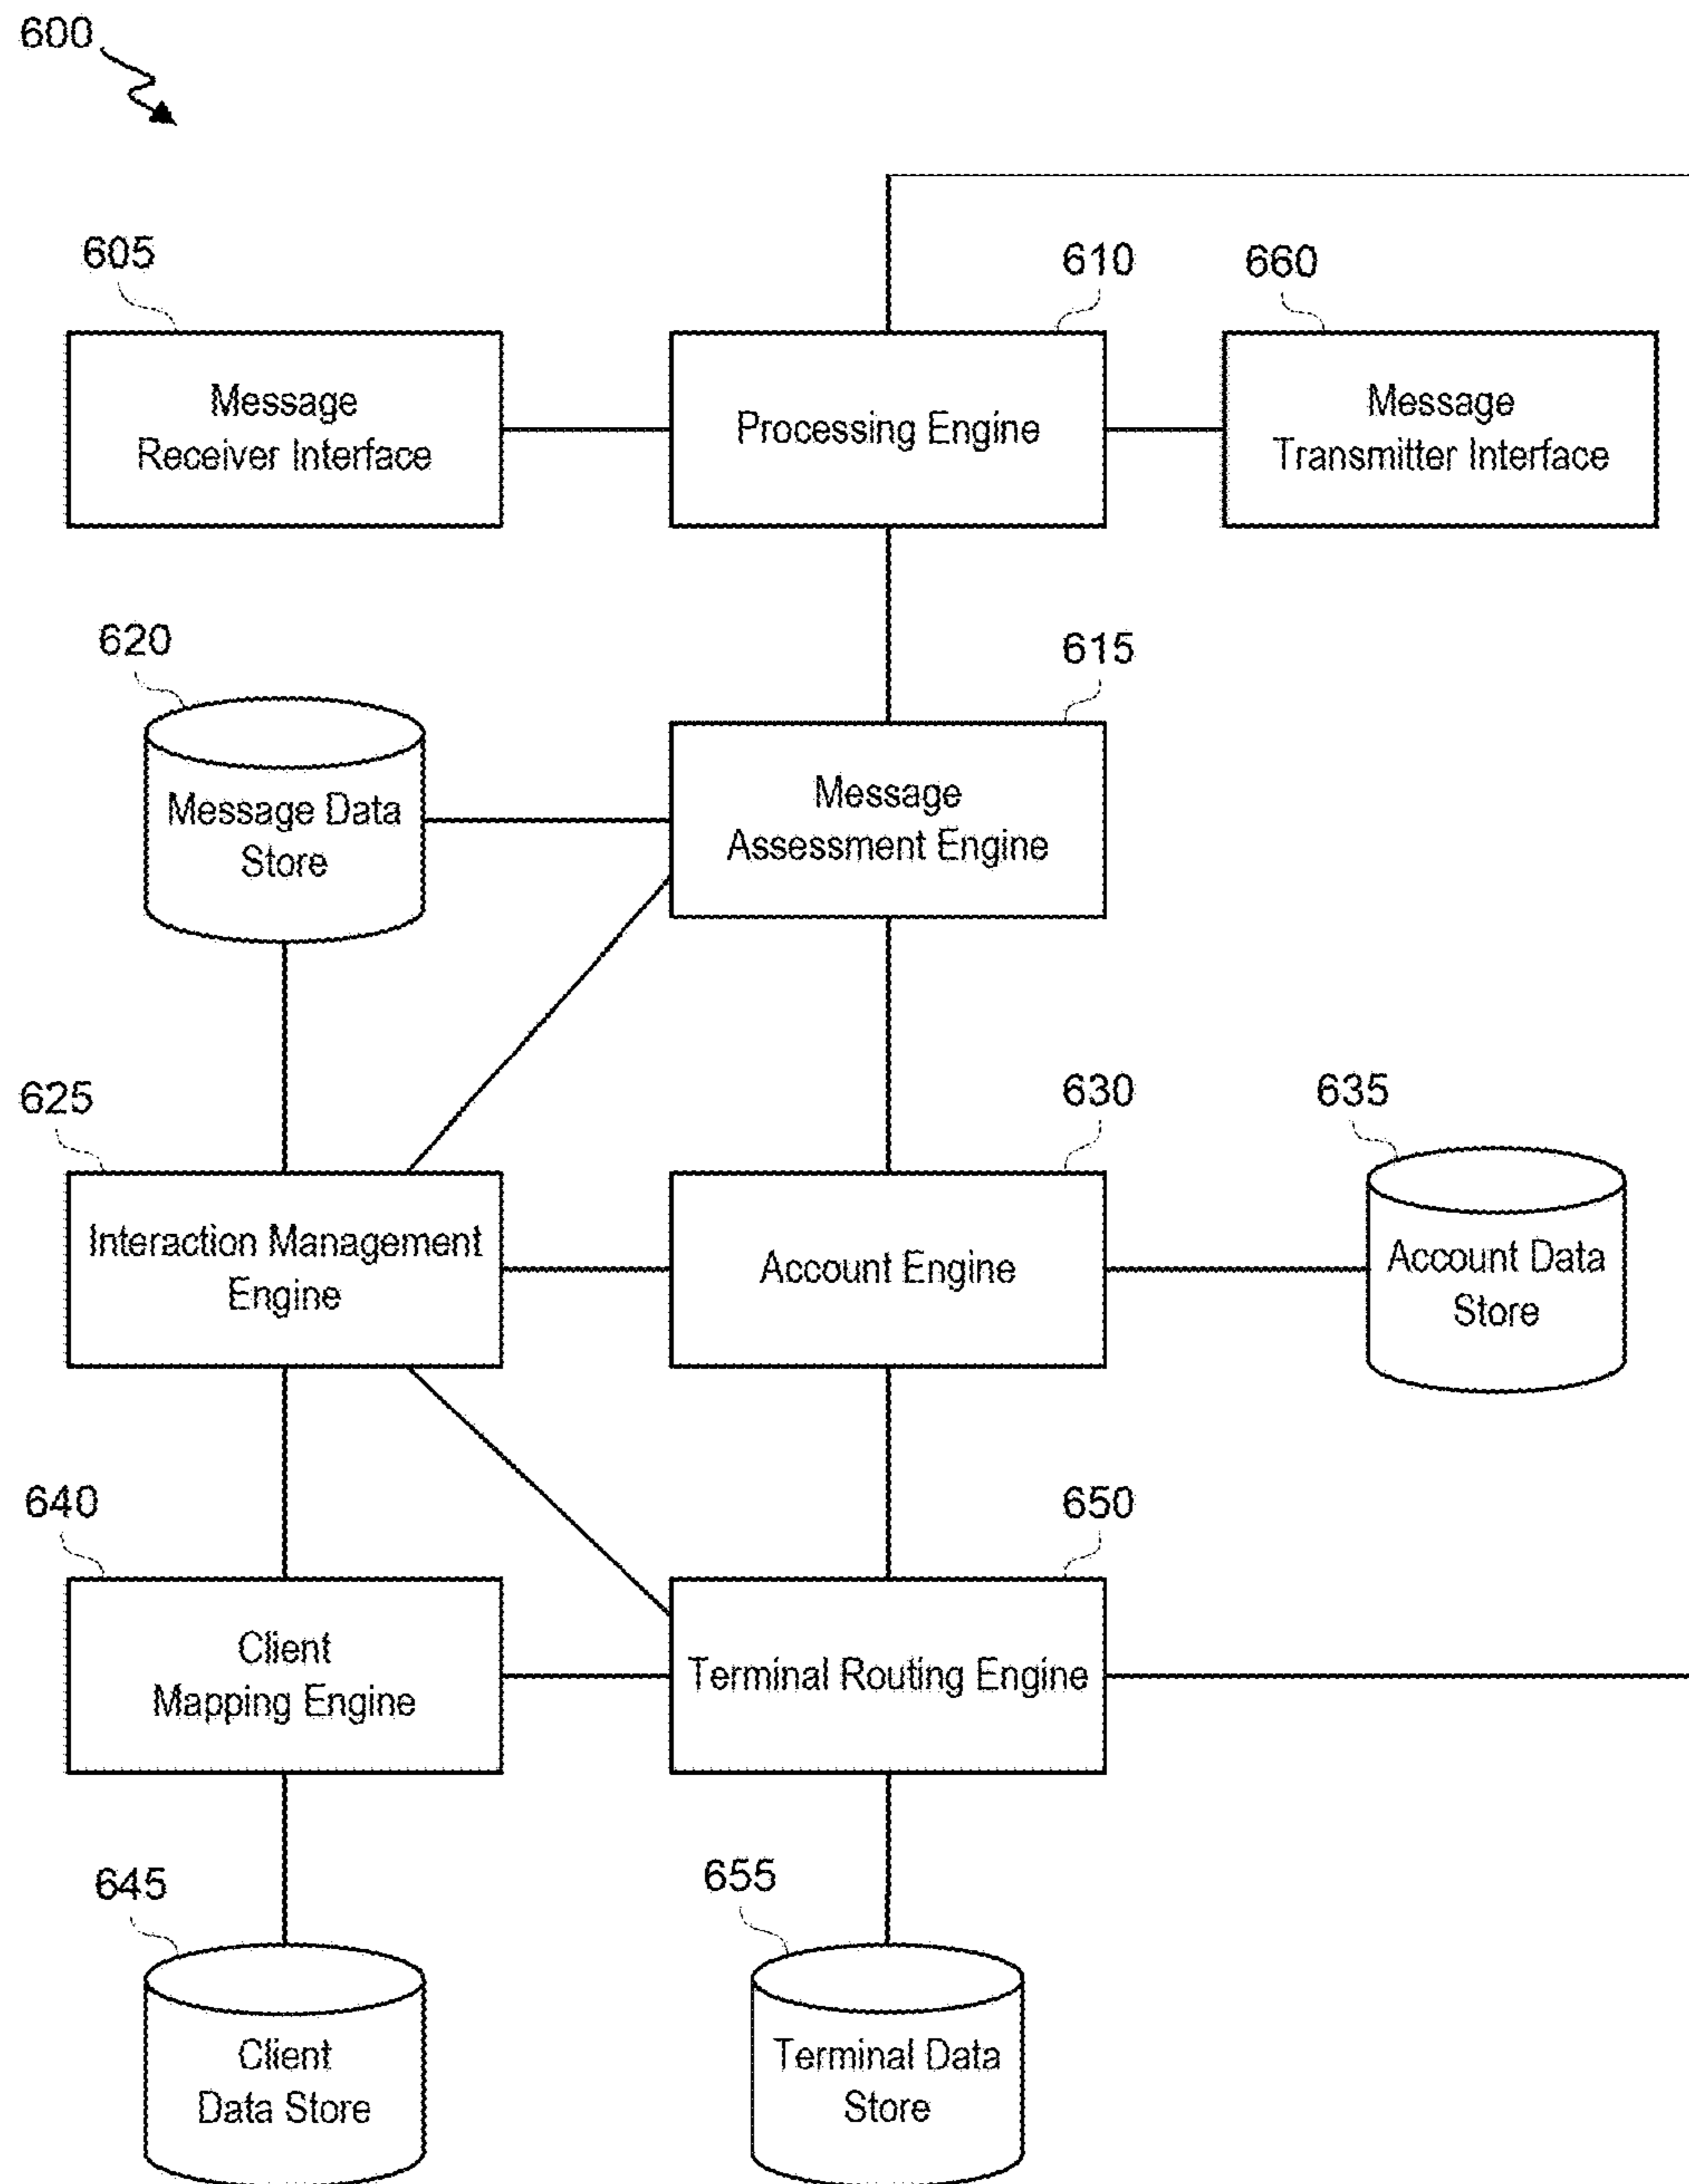 600
605
610
660
Message
Receiver Interface
Processing Engine
Message
Transmitter Interface
620
615
Message Data
Store
Message
Assessment Engine
625
630
635
Interaction Management
Engine
Account Engine
Account Data
Store
640
650
Client
Mapping Engine
Terminal Routing Engine
645
655
Client
Data Store
Terminal Data
Store